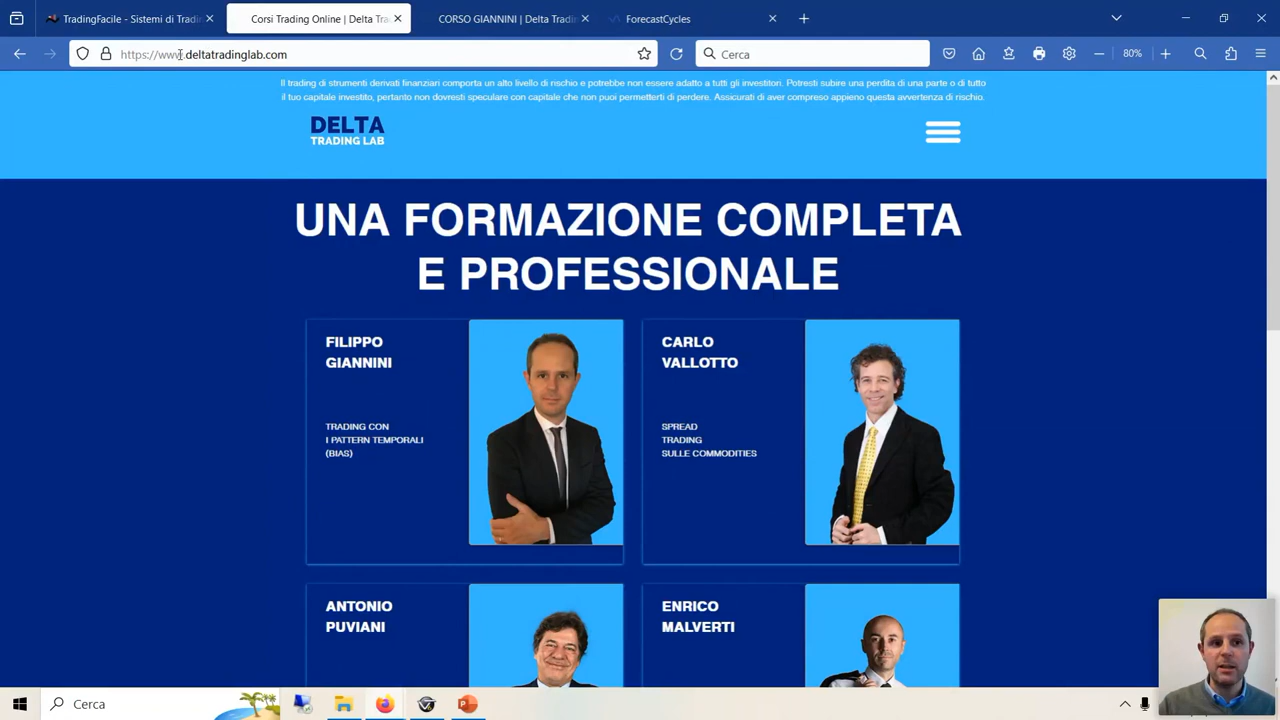 TradingFacile - Sistemi di Tradin
Corsi Trading Online | Delta Tra
CORSO GIANNINI | Delta Tradin
ForecastCycles
https://www.deltatradinglab.com
Cerca
80%
Il trading di strumenti derivati finanziari comporta un alto livello di rischio e potrebbe non essere adatto a tutti gli investitori. Potresti subire una perdita di una parte o di tutto
il tuo capitale investito, pertanto non dovresti speculare con capitale che non puoi permetterti di perdere. Assicurati di aver compreso appieno questa avvertenza di rischio.
DELTA
TRADING LAB
UNA FORMAZIONE COMPLETA
E PROFESSIONALE
FILIPPO
GIANNINI
TRADING CON
I PATTERN TEMPORALI
(BIAS)
CARLO
VALLOTTO
SPREAD
TRADING
SULLE COMMODITIES
ANTONIO
PUVIANI
ENRICO
MALVERTI
Cerca